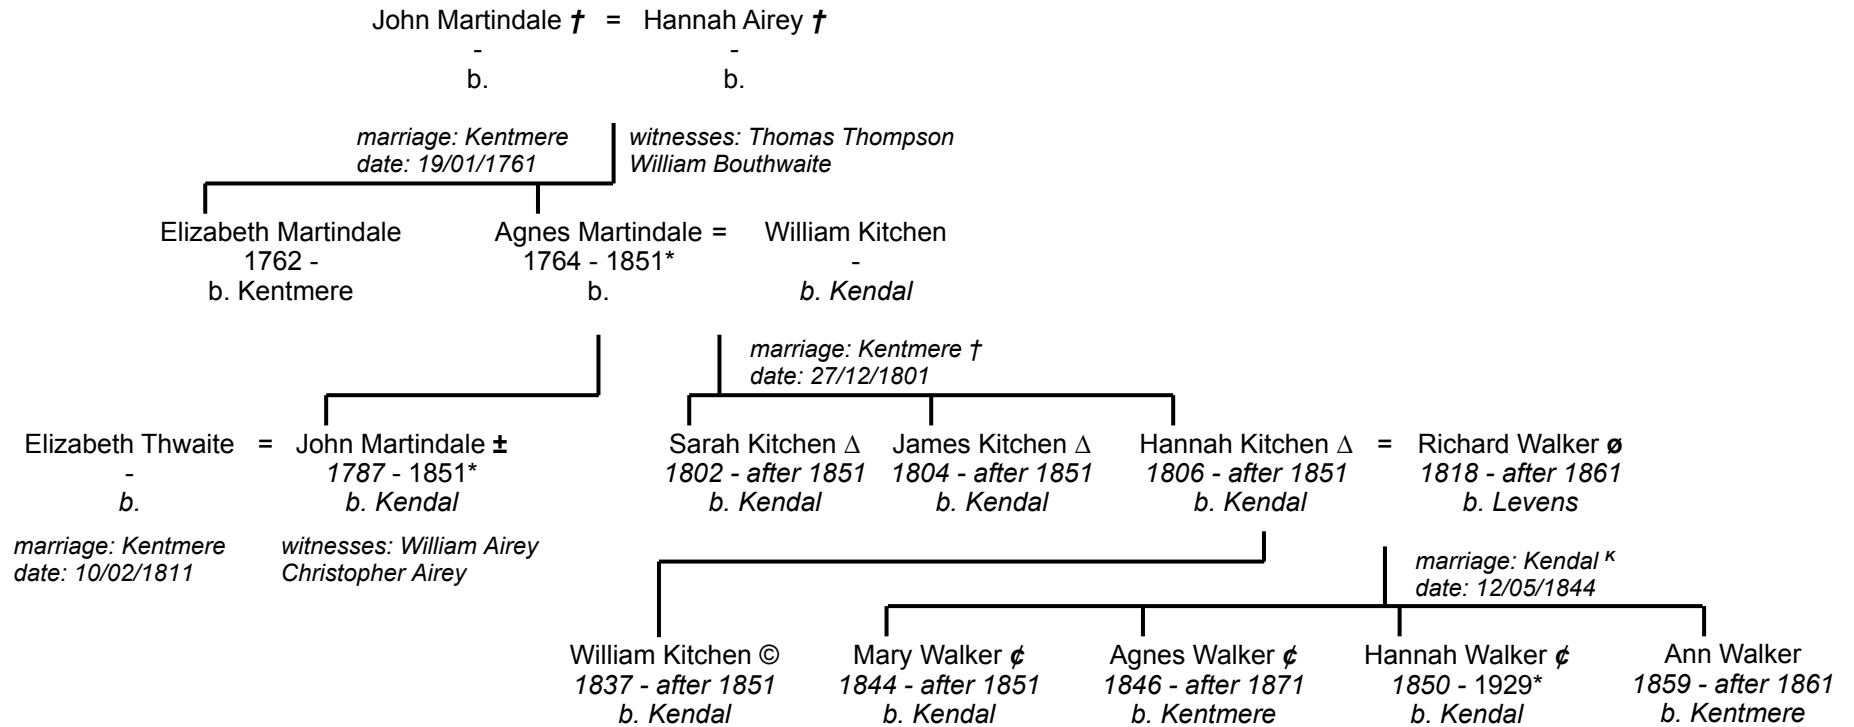 John Martindale † = Hannah Airey †
- -
b. b.
marriage: Kentmere
date: 19/01/1761
witnesses: Thomas Thompson
William Bouthwaite
Elizabeth Martindale
1762 -
b. Kentmere
Agnes Martindale = William Kitchen
1764 - 1851* -
b. b. Kendal
marriage: Kentmere †
date: 27/12/1801
Elizabeth Thwaite = John Martindale ±
- 1787 - 1851*
b. b. Kendal
Sarah Kitchen Δ
1802 - after 1851
b. Kendal
James Kitchen Δ
1804 - after 1851
b. Kendal
Hannah Kitchen Δ = Richard Walker ø
1806 - after 1851 1818 - after 1861
b. Kendal b. Levens
marriage: Kentmere
date: 10/02/1811
witnesses: William Airey
Christopher Airey
marriage: Kendal ᴷ
date: 12/05/1844
William Kitchen ©
1837 - after 1851
b. Kendal
Mary Walker ¢
1844 - after 1851
b. Kendal
Agnes Walker ¢
1846 - after 1871
b. Kentmere
Hannah Walker ¢
1850 - 1929*
b. Kendal
Ann Walker
1859 - after 1861
b. Kentmere